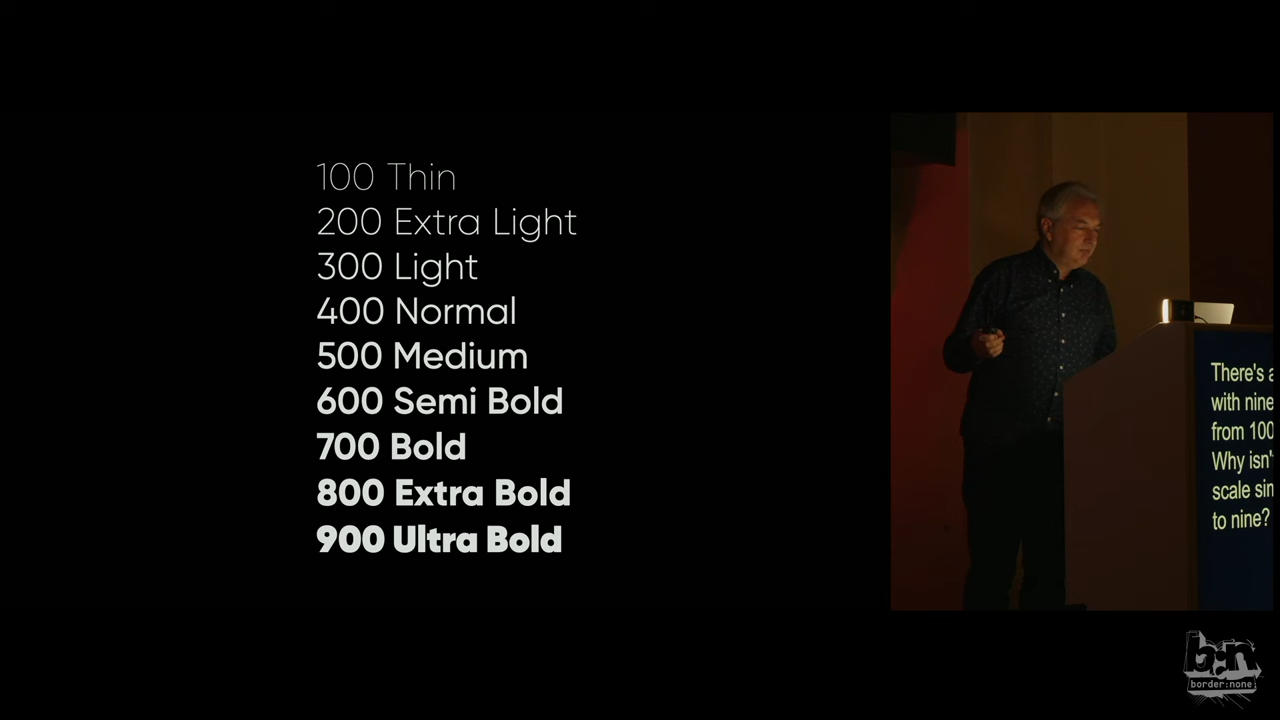 100 Thin
200 Extra Light
300 Light
400 Normal
500 Medium
600 Semi Bold
700 Bold
800 Extra Bold
900 Ultra Bold
There's a
with nine
from 100
Why isn't
scale sim
to nine?
b:n
border:none